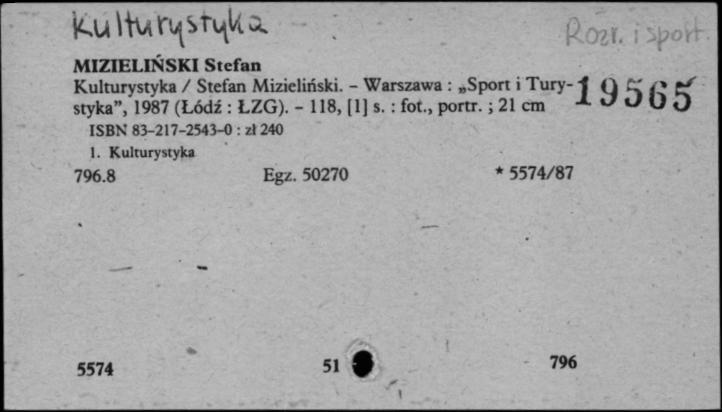 Kulturystyka
Rozr. i sport.
MIZIELIŃSKI Stefan
Kulturystyka / Stefan Mizieliński. – Warszawa : „Sport i Tury-
styka”, 1987 (Łódź : ŁZG). – 118, [1] s. : fot., portr. ; 21 cm
19565
ISBN 83-217-2543-0 : zł 240
1. Kulturystyka
796.8 Egz. 50270 * 5574/87
5574 51 796